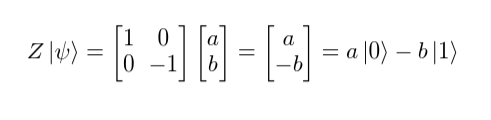 Z |ψ⟩ = [1 0; 0 −1] [a; b] = [a; −b] = a |0⟩ − b |1⟩